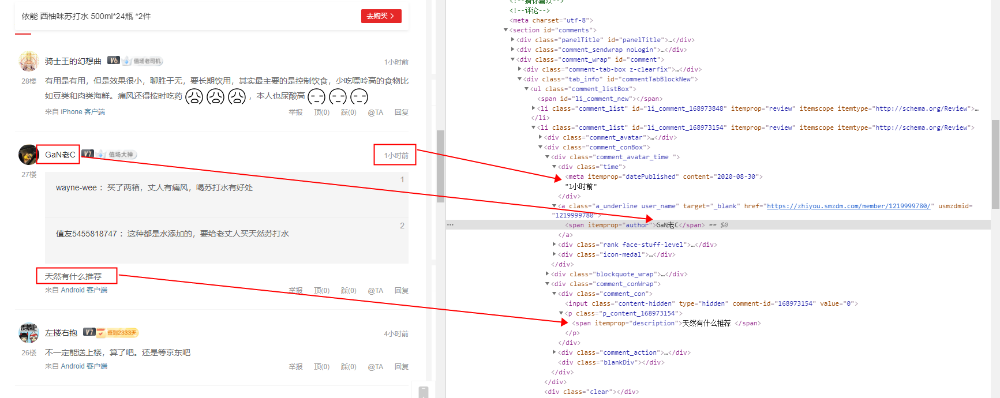 依能 西柚味苏打水 500ml*24瓶 *2件
去购买 >
骑士王的幻想曲 V6 值场老司机
1小时前
28楼
有用是有用，但是效果很小，聊胜于无，要长期饮用，其实最主要的是控制饮食，少吃嘌呤高的食物比
如豆类和肉类海鲜。痛风还得按时吃药
，本人也尿酸高
来自 iPhone 客户端
举报 顶(0) 踩(0) @TA 回复
GaN老C V7 值场大神
1小时前
27楼
1
wayne-wee： 买了两箱，丈人有痛风，喝苏打水有好处
2
值友5455818747： 这种都是水添加的，要给老丈人买天然苏打水
天然有什么推荐
来自 Android 客户端
举报 顶(0) 踩(0) @TA 回复
左搂右抱 V7 签到2333天
4小时前
26楼
不一定能送上楼，算了吧。还是等京东吧
来自 Android 客户端
举报 顶(0) 踩(0) @TA 回复
<!--猜你喜欢-->
<!--评论-->
<meta charset="utf-8">
▼<section id="comments">
▶<div class="panelTitle" id="panelTitle">…</div>
▶<div class="comment_sendwrap noLogin">…</div>
▼<div class="comment_wrap" id="comment">
▶<div class="comment-tab-box z-clearfix">…</div>
▼<div class="tab_info" id="commentTabBlockNew">
▼<ul class="comment_listBox">
<span id="li_comment_new"></span>
▶<li class="comment_list" id="li_comment_168973848" itemprop="review" itemscope itemtype="http://schema.org/Review">…
</li>
▼<li class="comment_list" id="li_comment_168973154" itemprop="review" itemscope itemtype="http://schema.org/Review">
▶<div class="comment_avatar">…</div>
▼<div class="comment_conBox">
▼<div class="comment_avatar_time ">
▼<div class="time">
<meta itemprop="datePublished" content="2020-08-30">
"1小时前"
</div>
▼<a class="a_underline user_name" target="_blank" href="https://zhiyou.smzdm.com/member/1219999780/" usmzdmid=
"1219999780">
… <span itemprop="author">GaN老C</span> == $0
</a>
▶<div class="rank face-stuff-level">…</div>
▶<div class="icon-medal">…</div>
</div>
▶<div class="blockquote_wrap">…</div>
▼<div class="comment_conWrap">
▼<div class="comment_con">
<input class="content-hidden" type="hidden" comment-id="168973154" value="0">
▼<p class="p_content_168973154">
<span itemprop="description">天然有什么推荐 </span>
</p>
</div>
▶<div class="comment_action">…</div>
<div class="blankDiv"></div>
</div>
</div>
<div class="clear"></div>